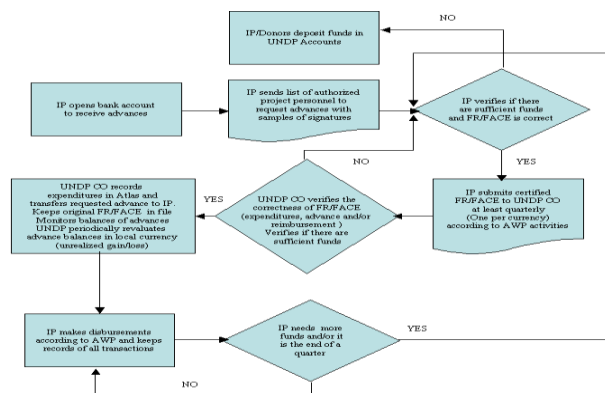 NO
IP/Donors deposit funds in
UNDP Accounts
IP opens bank account
to receive advances
IP sends list of authorized
project personnel to
request advances with
samples of signatures
IP verifies if there
are sufficient funds
and FR/FACE is correct
NO
YES
UNDP CO records
expenditures in Atlas and
transfers requested advance to IP.
Keeps original FR/FACE in file
Monitors balances of advances
UNDP periodically revaluates
advance balances in local currency
(unrealized gain/loss)
YES
UNDP CO verifies the
correctness of FR/FACE
(expenditures, advance and/or
reimbursement )
Verifies if there are
sufficient funds
IP submits certified
FR/FACE to UNDP CO
at least quarterly
(One per currency)
according to AWP activities
IP makes disbursements
according to AWP and keeps
records of all transactions
IP needs more
funds and/or it
is the end of a
quarter
YES
NO